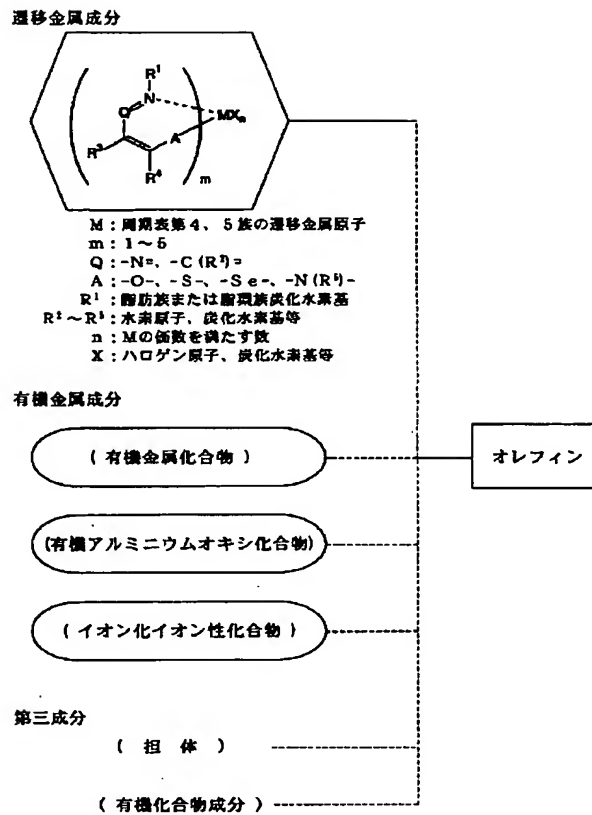 遷移金属成分
R¹
N
Q
MXₙ
A
R³
R⁴
m
M：周期表第４、５族の遷移金属原子
m：１～５
Q：-N=、-C(R²)=
A：-O-、-S-、-Se-、-N(R⁵)-
R¹：脂肪族または脂環族炭化水素基
R²～R⁵：水素原子、炭化水素基等
n：Mの価数を満たす数
X：ハロゲン原子、炭化水素基等
有機金属成分
（有機金属化合物）
オレフィン
(有機アルミニウムオキシ化合物)
（イオン化イオン性化合物）
第三成分
（担体）
（有機化合物成分）